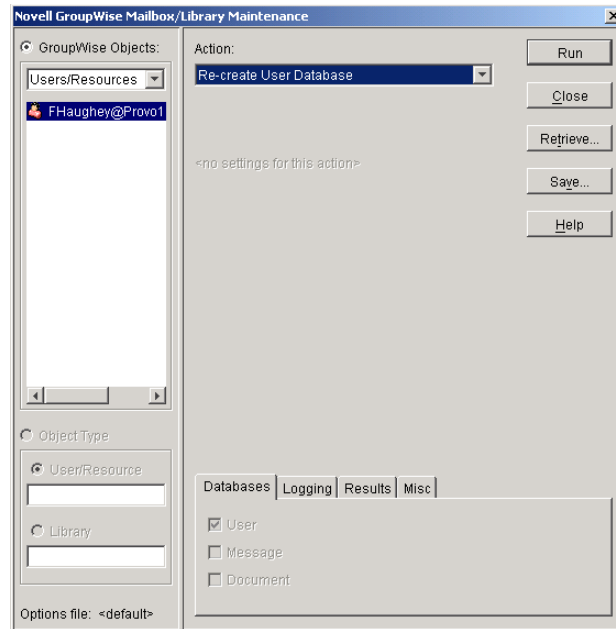 Novell GroupWise Mailbox/Library Maintenance
GroupWise Objects:
Users/Resources
FHaughey@Provo1
Object Type
User/Resource
Library
Options file: <default>
Action:
Re-create User Database
<no settings for this action>
Databases
Logging
Results
Misc
User
Message
Document
Run
Close
Retrieve...
Save...
Help